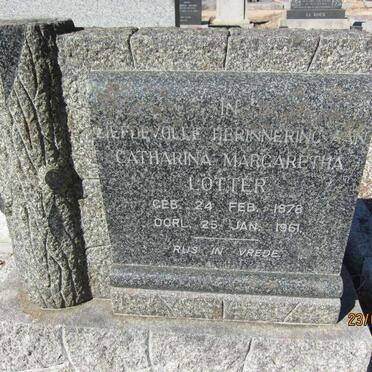 IN
LIEFDEVOLLE HERINNERING AAN
CATHARINA MARGARETHA
LOTTER
GEB. 24 FEB. 1878
OORL. 25 JAN. 1961.
RUS IN VREDE.
23/